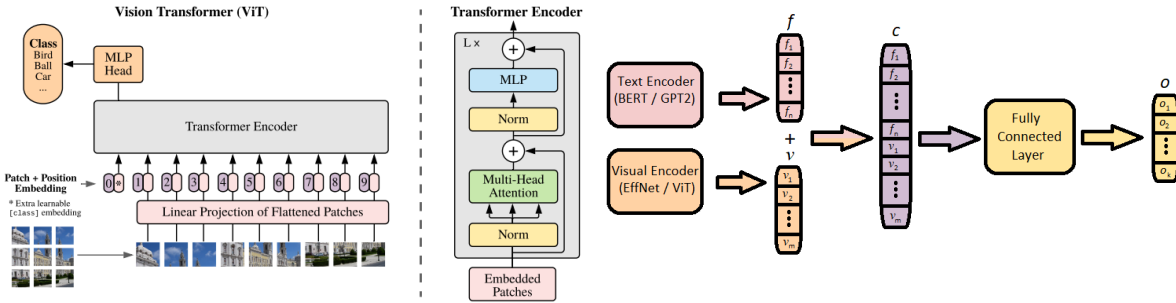 Vision Transformer (ViT)
Class
Bird
Ball
Car
...
MLP
Head
Transformer Encoder
Patch + Position
Embedding
* Extra learnable
[class] embedding
0 * 1 2 3 4 5 6 7 8 9
Linear Projection of Flattened Patches
Transformer Encoder
L x
+
MLP
Norm
+
Multi-Head
Attention
Norm
Embedded
Patches
Text Encoder
(BERT / GPT2)
Visual Encoder
(EffNet / ViT)
f
f1
f2
fn
+
v
v1
v2
vm
c
f1
f2
fn
v1
v2
vm
Fully
Connected
Layer
o
o1
o2
ok